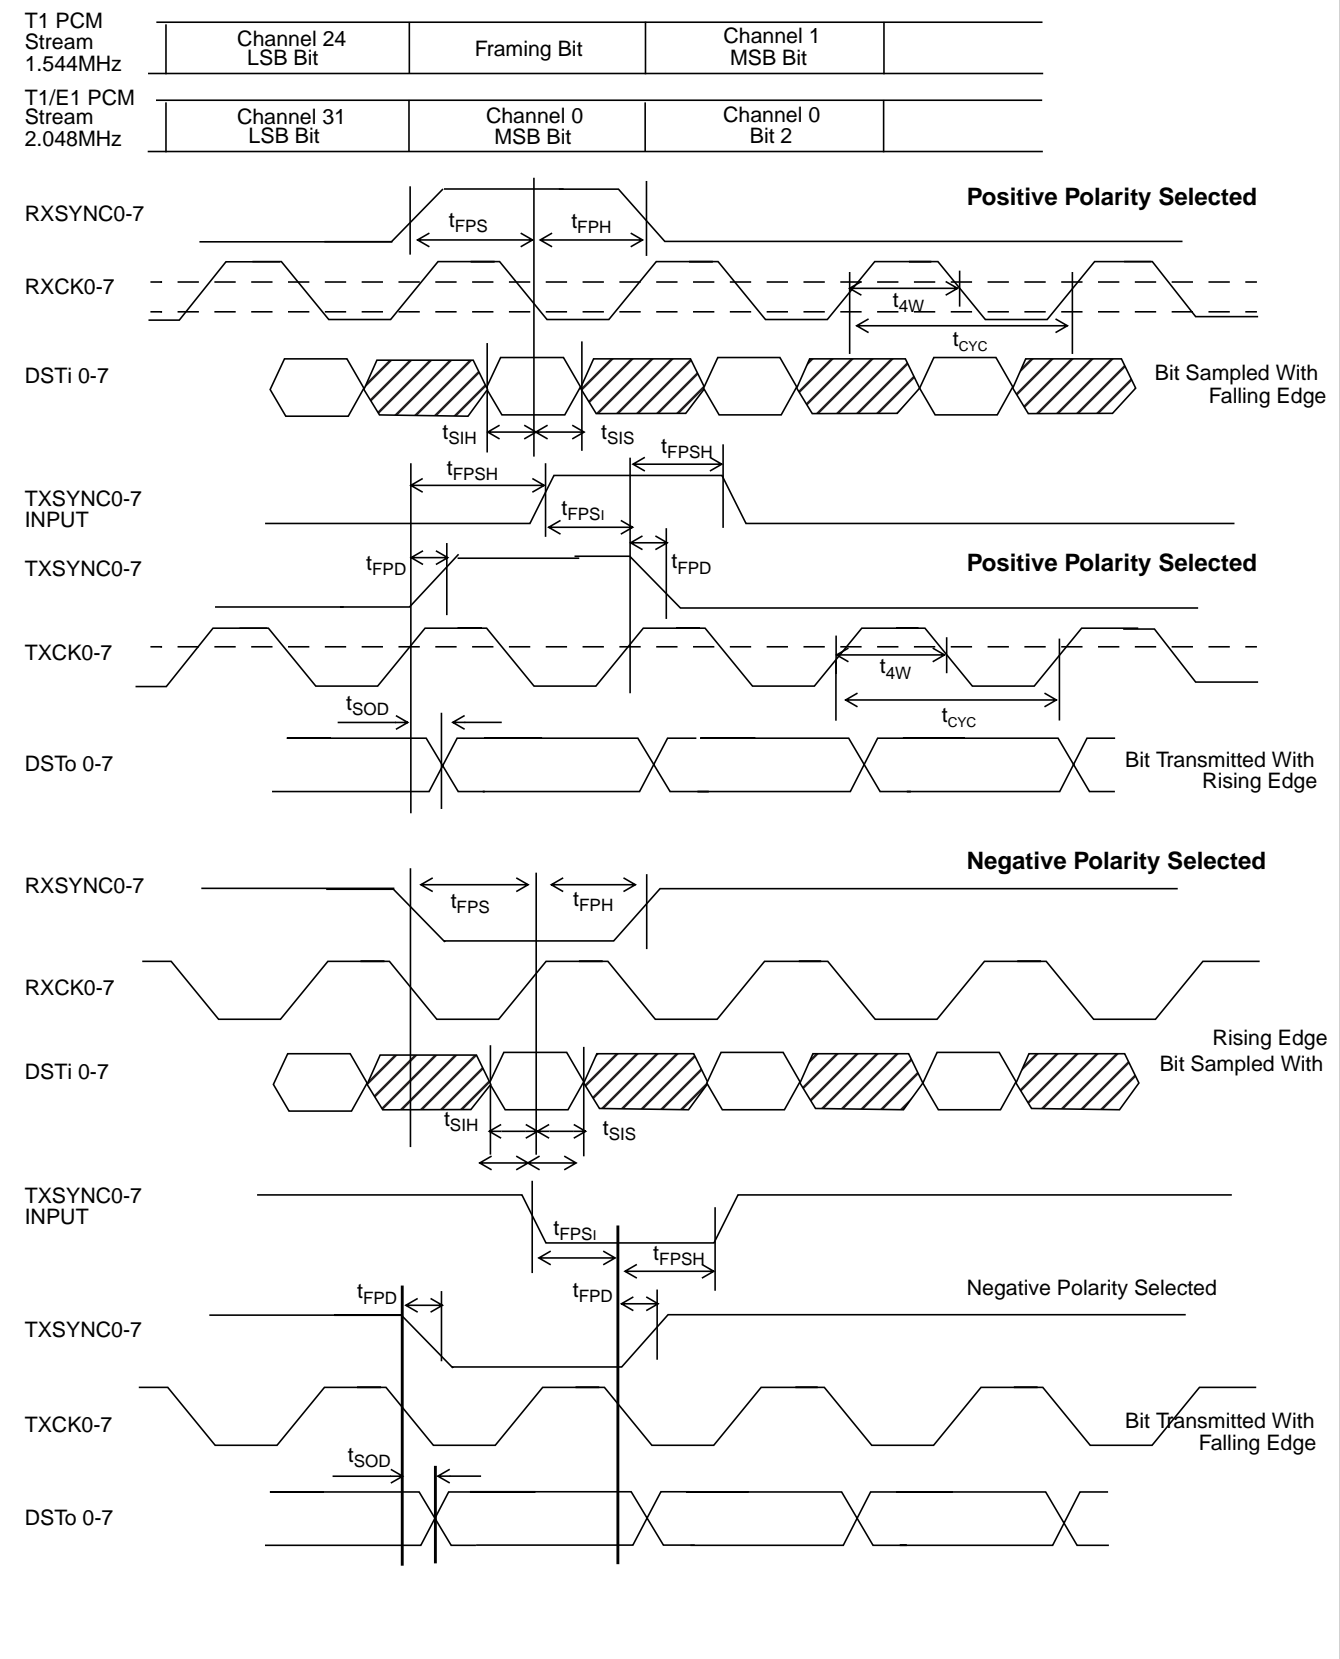 T1 PCM
Stream
1.544MHz
Channel 24
LSB Bit
Framing Bit
Channel 1
MSB Bit
T1/E1 PCM
Stream
2.048MHz
Channel 31
LSB Bit
Channel 0
MSB Bit
Channel 0
Bit 2
Positive Polarity Selected
RXSYNC0-7
tFPS
tFPH
RXCK0-7
t4W
tCYC
DSTi 0-7
Bit Sampled With
Falling Edge
tSIH
tSIS
tFPSH
tFPSH
TXSYNC0-7
INPUT
tFPSI
TXSYNC0-7
tFPD
tFPD
Positive Polarity Selected
TXCK0-7
t4W
tSOD
tCYC
DSTo 0-7
Bit Transmitted With
Rising Edge
Negative Polarity Selected
RXSYNC0-7
tFPS
tFPH
RXCK0-7
Rising Edge
Bit Sampled With
DSTi 0-7
tSIH
tSIS
TXSYNC0-7
INPUT
tFPSI
tFPSH
tFPD
tFPD
Negative Polarity Selected
TXSYNC0-7
TXCK0-7
Bit Transmitted With
Falling Edge
tSOD
DSTo 0-7